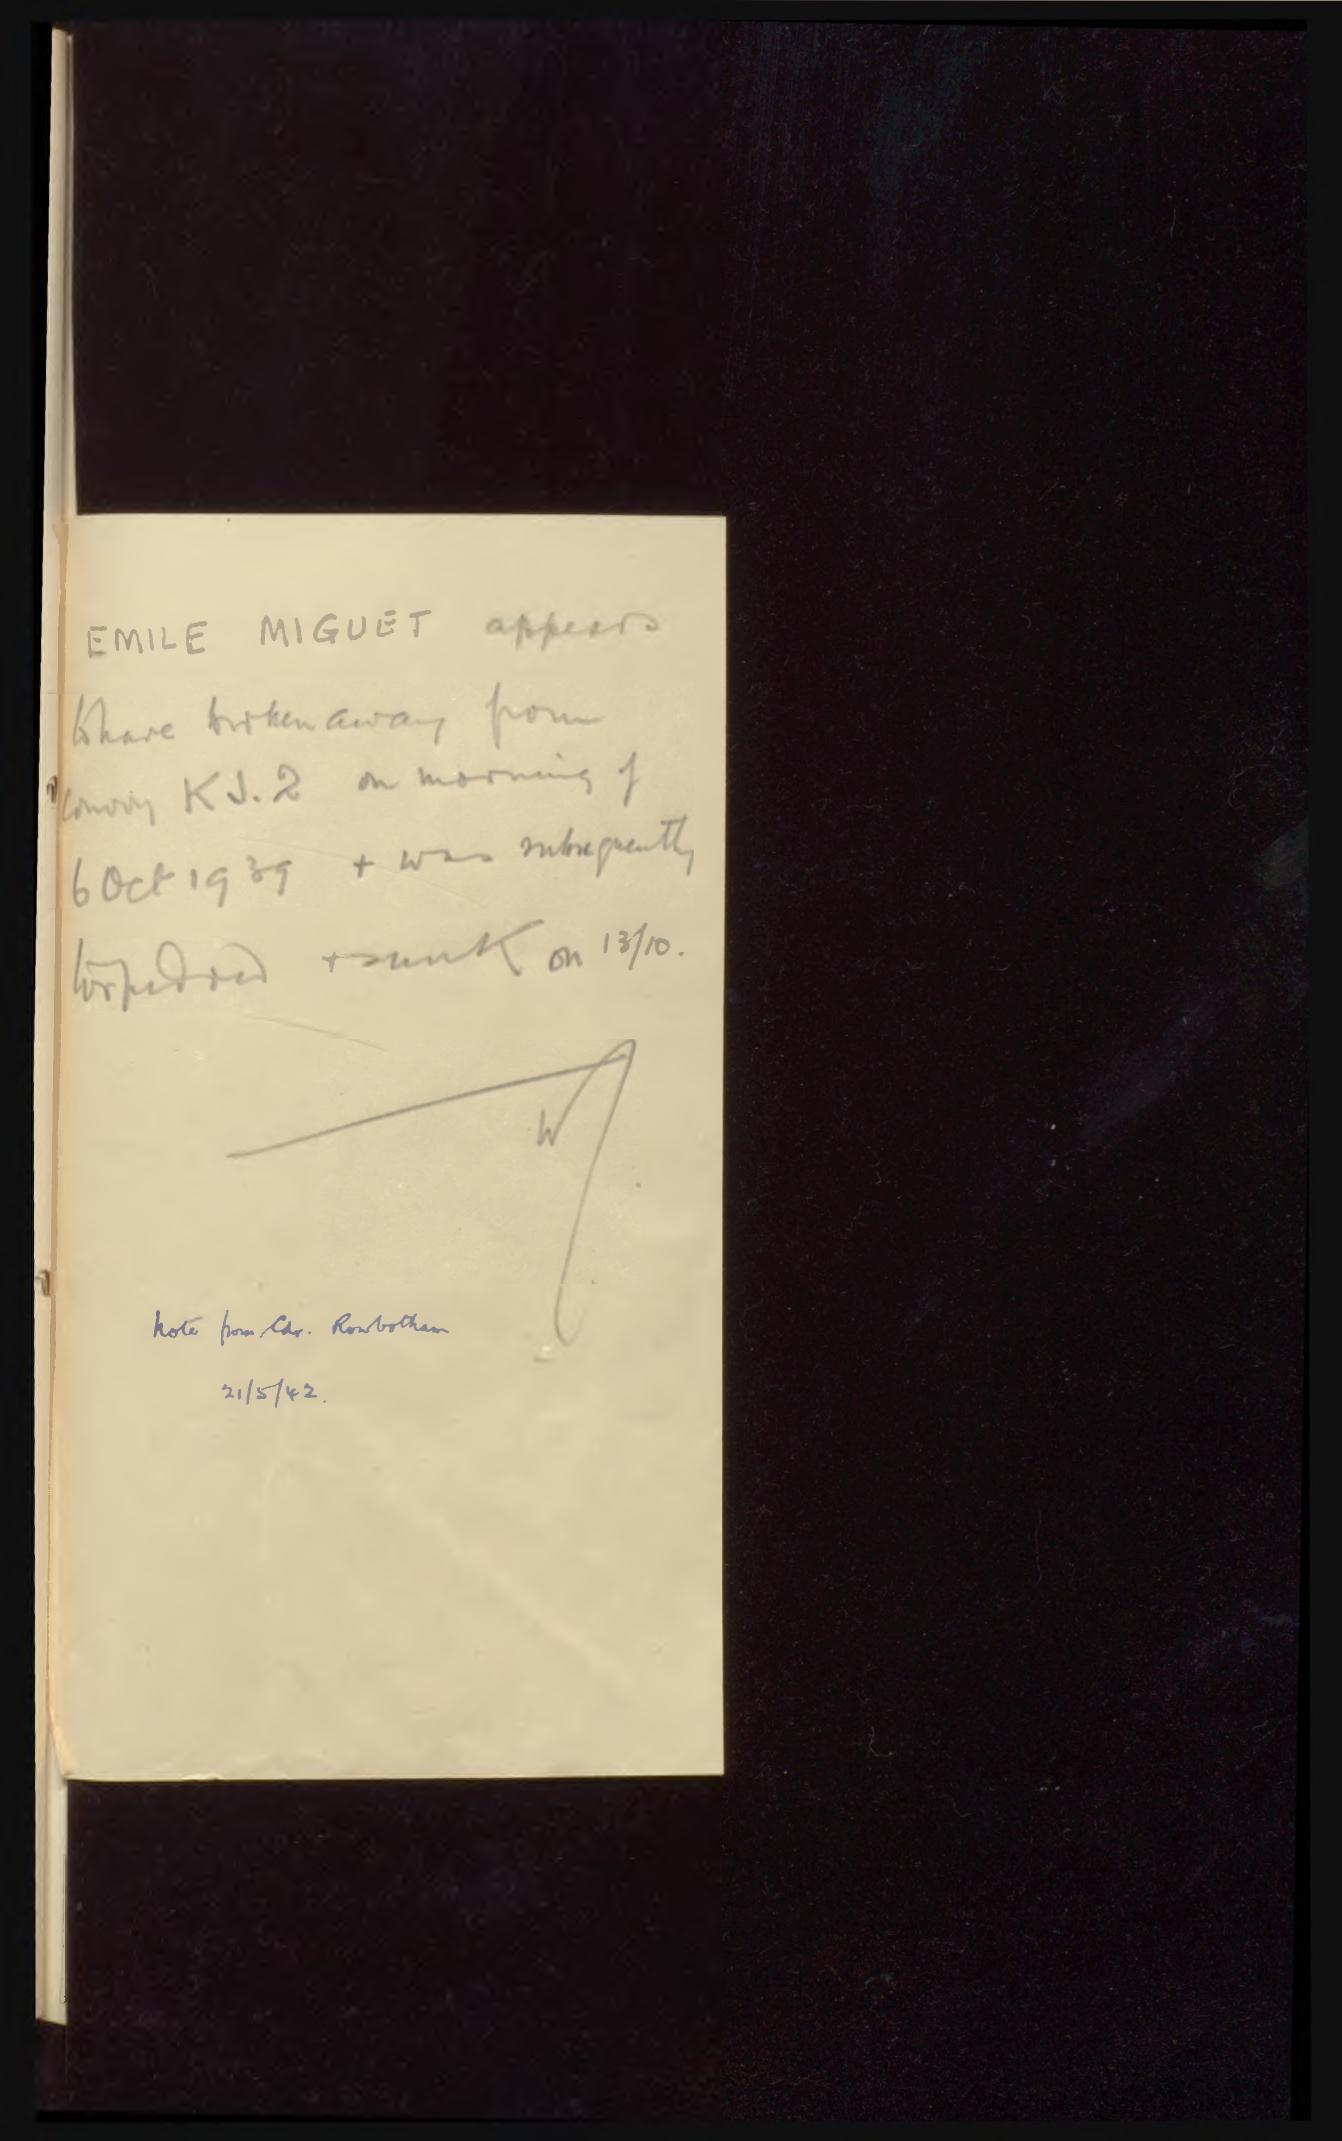 EMILE MIGUET appears
to have broken away from
convoy KJ.2 on morning of
6 Oct 1939 + was subsequently
torpedoed + sunk on 13/10.
W
Note from Cdr. Rowbotham
21/5/42.